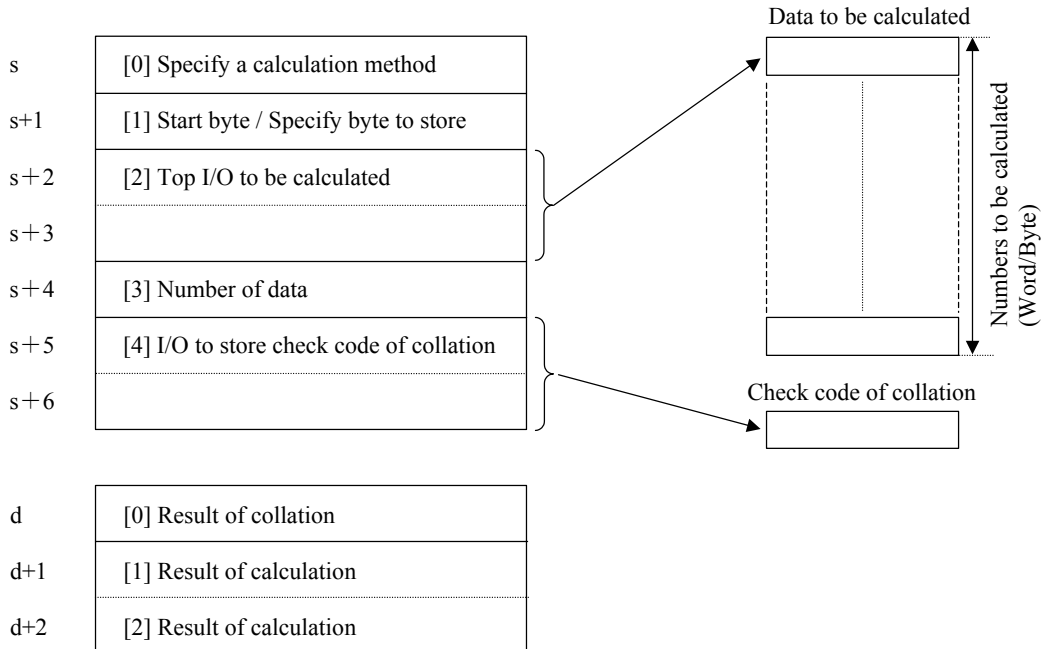 Data to be calculated
s [0] Specify a calculation method
s+1 [1] Start byte / Specify byte to store
s+2 [2] Top I/O to be calculated
s+3
s+4 [3] Number of data
s+5 [4] I/O to store check code of collation
s+6
Numbers to be calculated
(Word/Byte)
Check code of collation
d [0] Result of collation
d+1 [1] Result of calculation
d+2 [2] Result of calculation